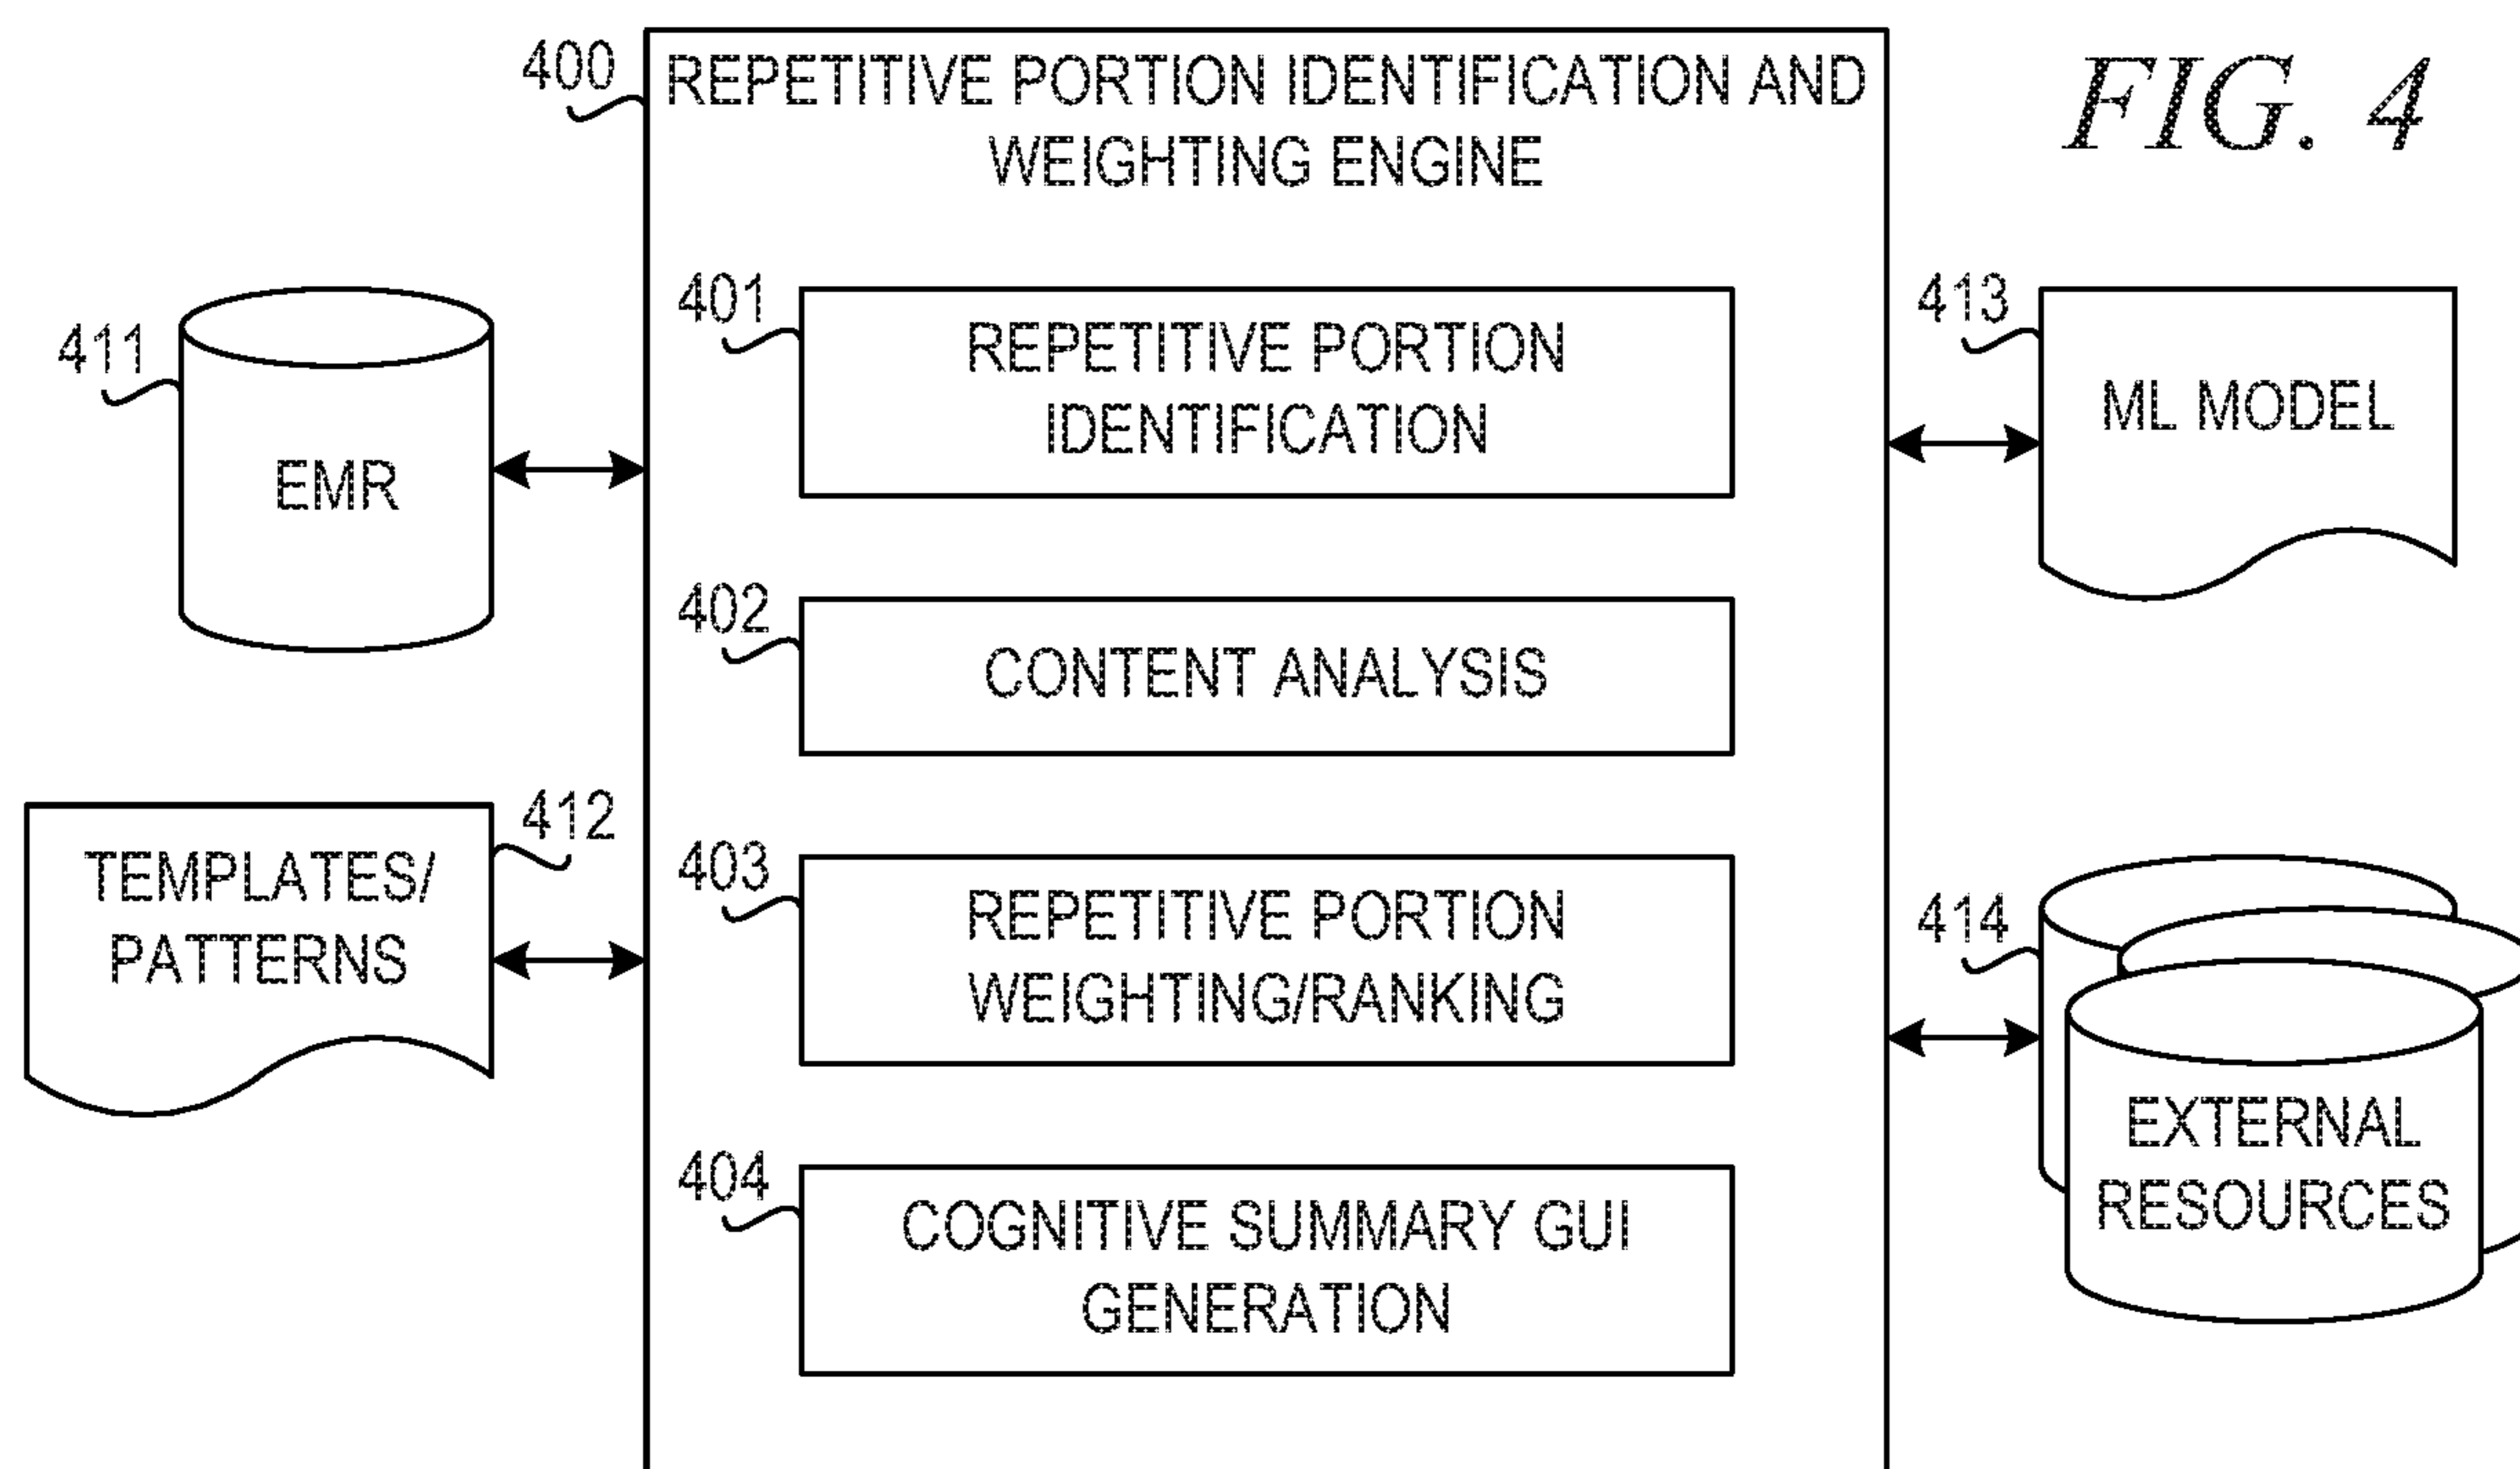 FIG. 4
400
REPETITIVE PORTION IDENTIFICATION AND
WEIGHTING ENGINE
401
REPETITIVE PORTION
IDENTIFICATION
402
CONTENT ANALYSIS
403
REPETITIVE PORTION
WEIGHTING/RANKING
404
COGNITIVE SUMMARY GUI
GENERATION
411
EMR
412
TEMPLATES/
PATTERNS
413
ML MODEL
414
EXTERNAL
RESOURCES